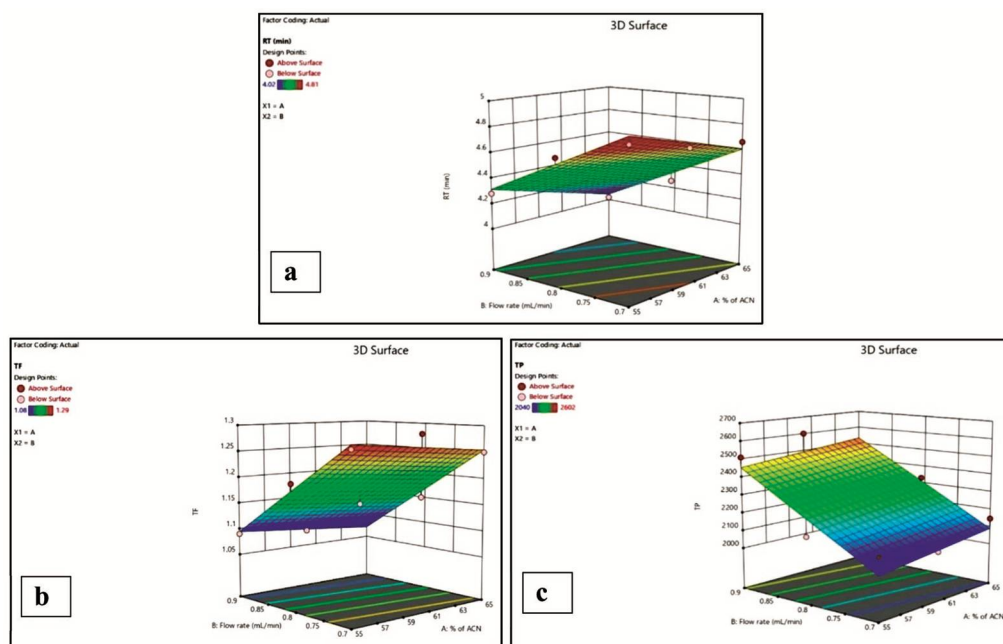 Factor Coding: Actual
3D Surface
RT (min)
Design Points:
Above Surface
Below Surface
4.02 4.81
X1 = A
X2 = B
5
4.8
4.6
4.4
4.2
4
RT (min)
0.9
0.85
0.8
0.75
0.7
B: Flow rate (mL/min)
55
57
59
61
63
65
A: % of ACN
a
Factor Coding: Actual
3D Surface
TF
Design Points:
Above Surface
Below Surface
1.08 1.29
X1 = A
X2 = B
1.3
1.25
1.2
1.15
1.1
1.05
TF
0.9
0.85
0.8
0.75
0.7
B: Flow rate (mL/min)
55
57
59
61
63
65
A: % of ACN
b
Factor Coding: Actual
3D Surface
TP
Design Points:
Above Surface
Below Surface
2040 2602
X1 = A
X2 = B
2700
2600
2500
2400
2300
2200
2100
2000
TP
0.9
0.85
0.8
0.75
0.7
B: Flow rate (mL/min)
55
57
59
61
63
65
A: % of ACN
c